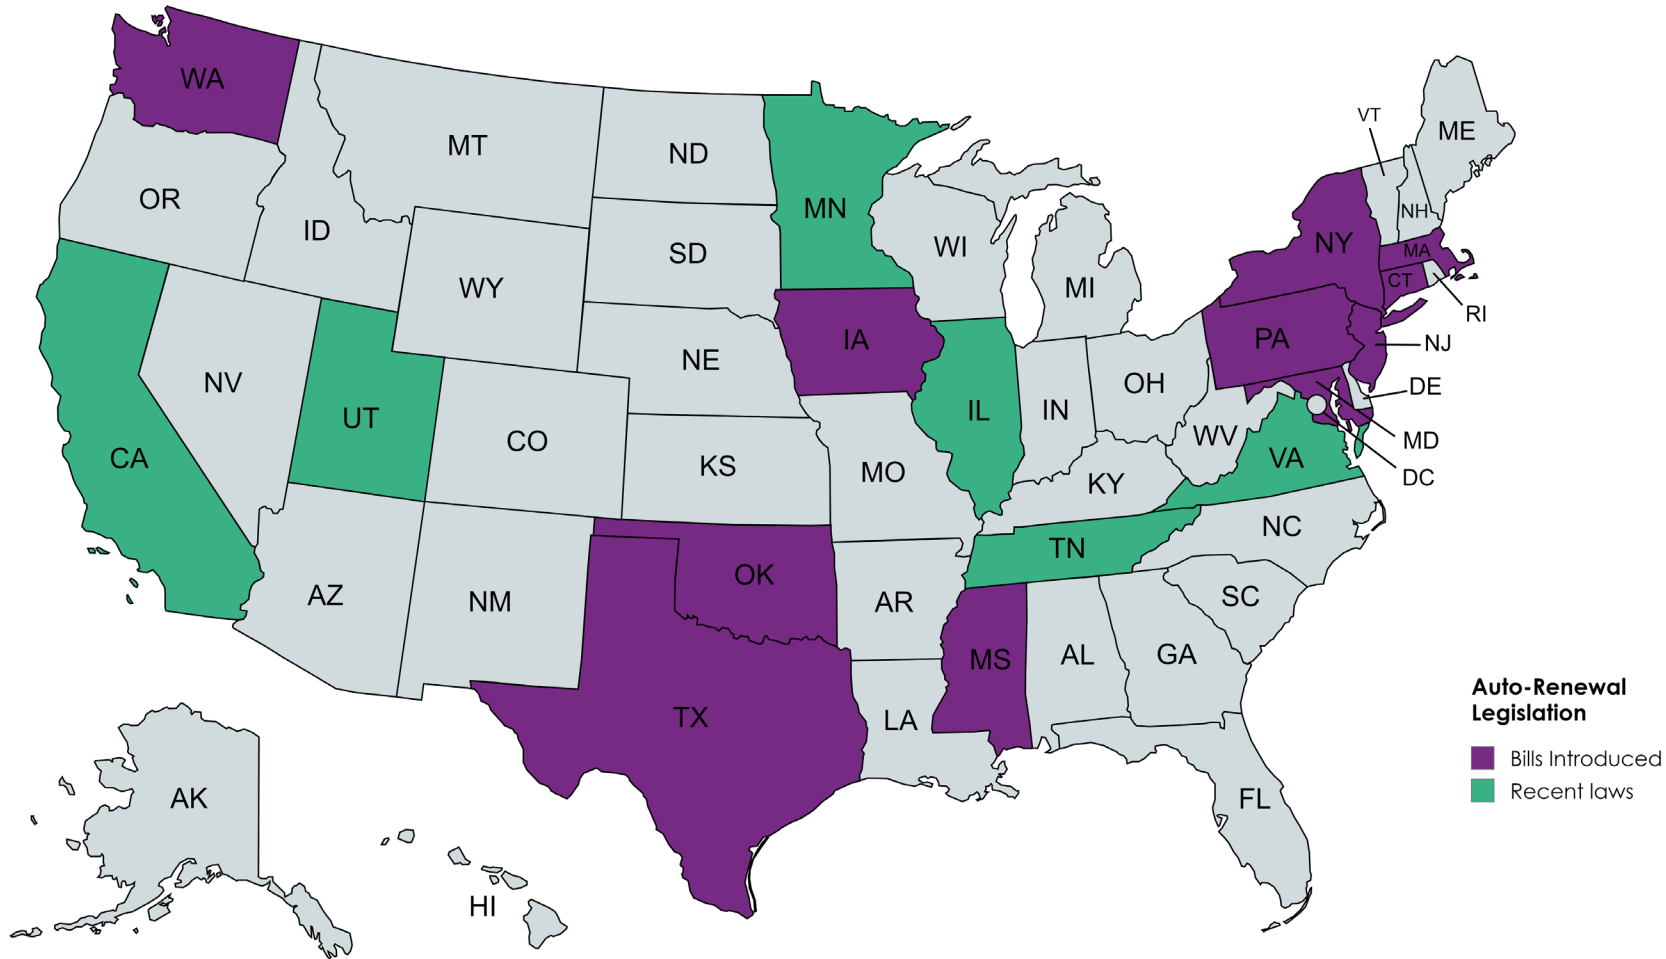 WA
MT
ND
MN
VT
ME
OR
ID
SD
WI
NH
NY
MA
WY
MI
CT
RI
IA
PA
NJ
NE
NV
OH
DE
UT
IL
IN
CO
WV
MD
CA
KS
MO
VA
DC
KY
NC
TN
OK
AZ
NM
AR
SC
MS
AL
GA
TX
LA
Auto-Renewal
Legislation
Bills Introduced
Recent laws
AK
FL
HI